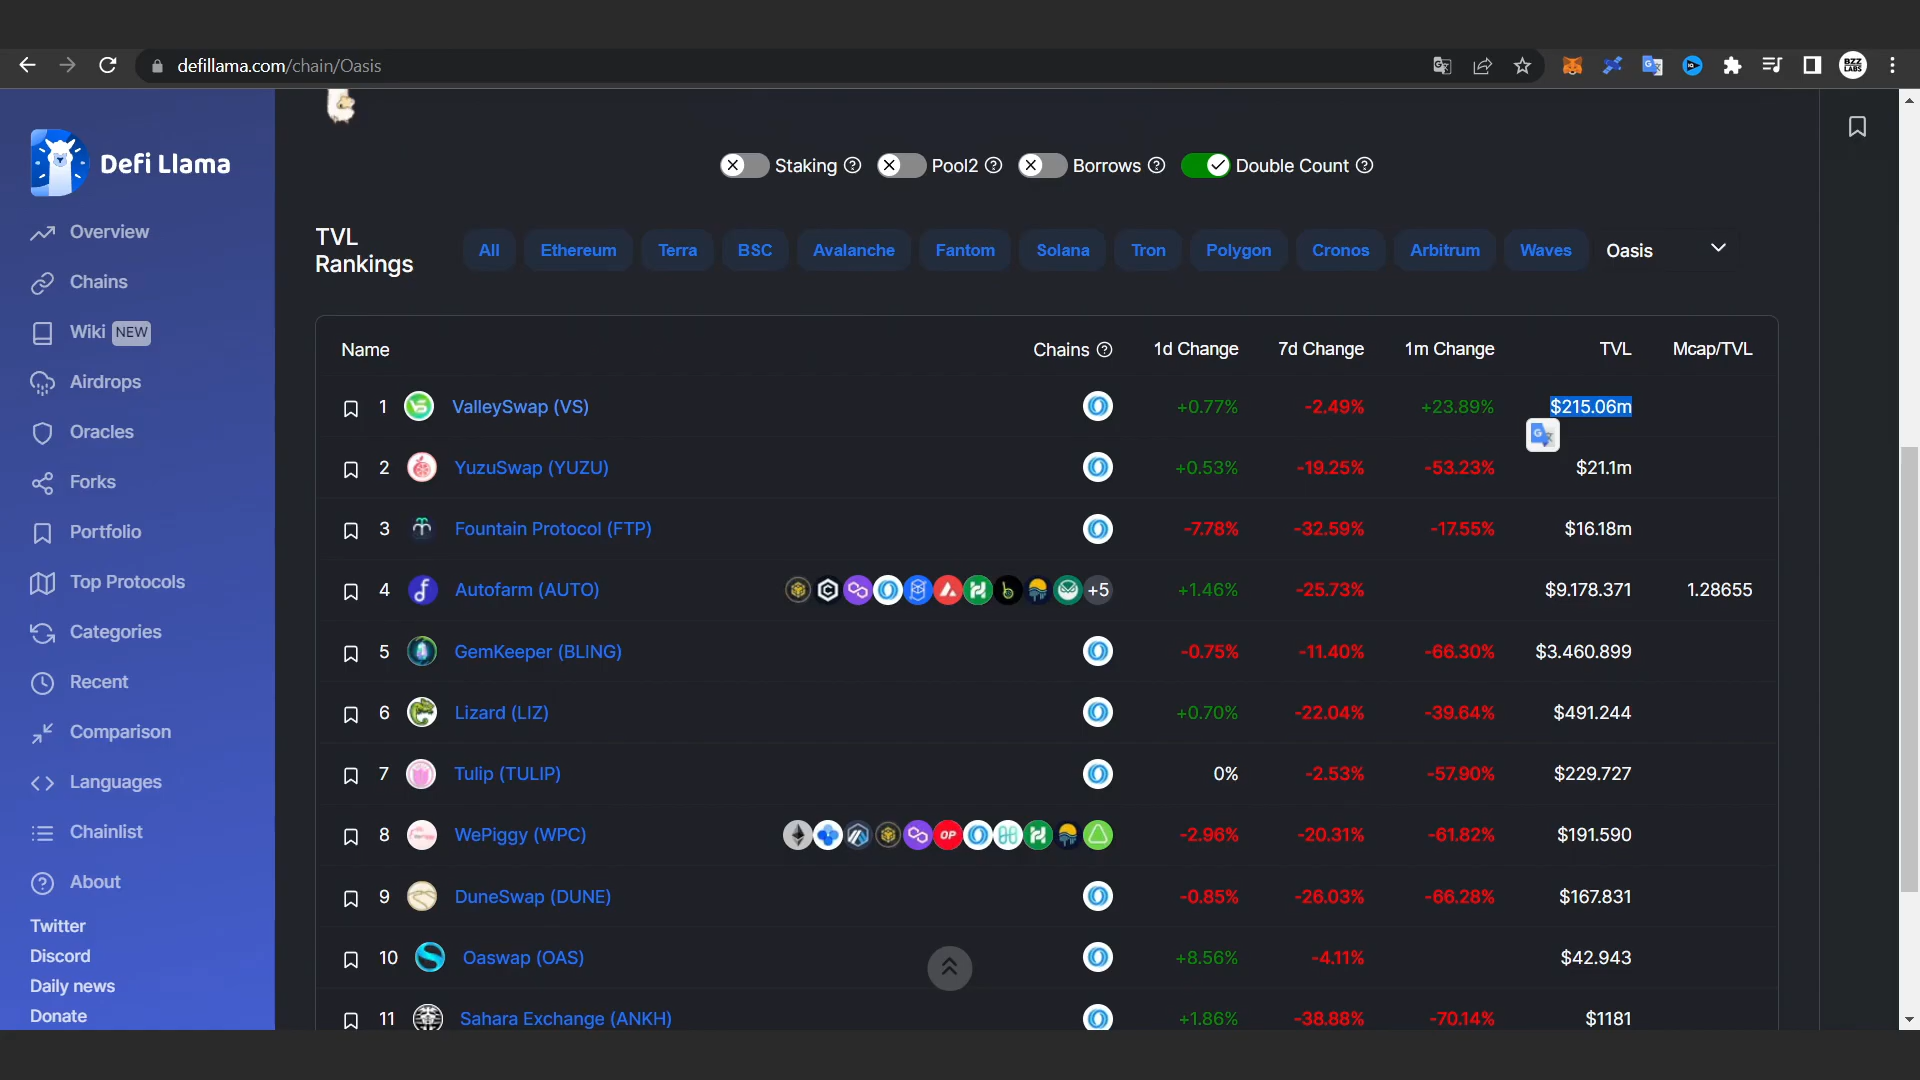 defillama.com/chain/Oasis
BZZ LABS
Defi Llama
Overview
Chains
Wiki NEW
Airdrops
Oracles
Forks
Portfolio
Top Protocols
Categories
Recent
Comparison
Languages
Chainlist
About
Twitter
Discord
Daily news
Donate
Staking ? Pool2 ? Borrows ? Double Count ?
TVL
Rankings
All Ethereum Terra BSC Avalanche Fantom Solana Tron Polygon Cronos Arbitrum Waves Oasis
Name Chains ? 1d Change 7d Change 1m Change TVL Mcap/TVL
1 ValleySwap (VS) +0.77% -2.49% +23.89% $215.06m
2 YuzuSwap (YUZU) +0.53% -19.25% -53.23% $21.1m
3 Fountain Protocol (FTP) -7.78% -32.59% -17.55% $16.18m
4 Autofarm (AUTO) +5 +1.46% -25.73% $9.178.371 1.28655
5 GemKeeper (BLING) -0.75% -11.40% -66.30% $3.460.899
6 Lizard (LIZ) +0.70% -22.04% -39.64% $491.244
7 Tulip (TULIP) 0% -2.53% -57.90% $229.727
8 WePiggy (WPC) OP -2.96% -20.31% -61.82% $191.590
9 DuneSwap (DUNE) -0.85% -26.03% -66.28% $167.831
10 Oaswap (OAS) +8.56% -4.11% $42.943
11 Sahara Exchange (ANKH) +1.86% -38.88% -70.14% $1181